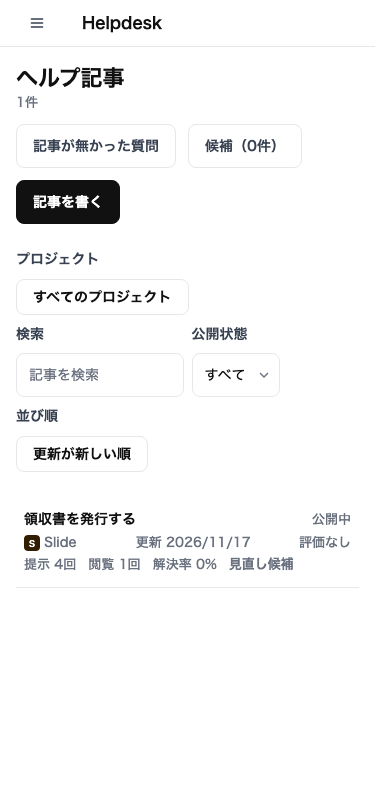 Helpdesk
ヘルプ記事
1件
記事が無かった質問
候補（0件）
記事を書く
プロジェクト
すべてのプロジェクト
検索 公開状態
記事を検索 すべて
並び順
更新が新しい順
領収書を発行する 公開中
S Slide 更新 2026/11/17 評価なし
提示 4回 閲覧 1回 解決率 0% 見直し候補